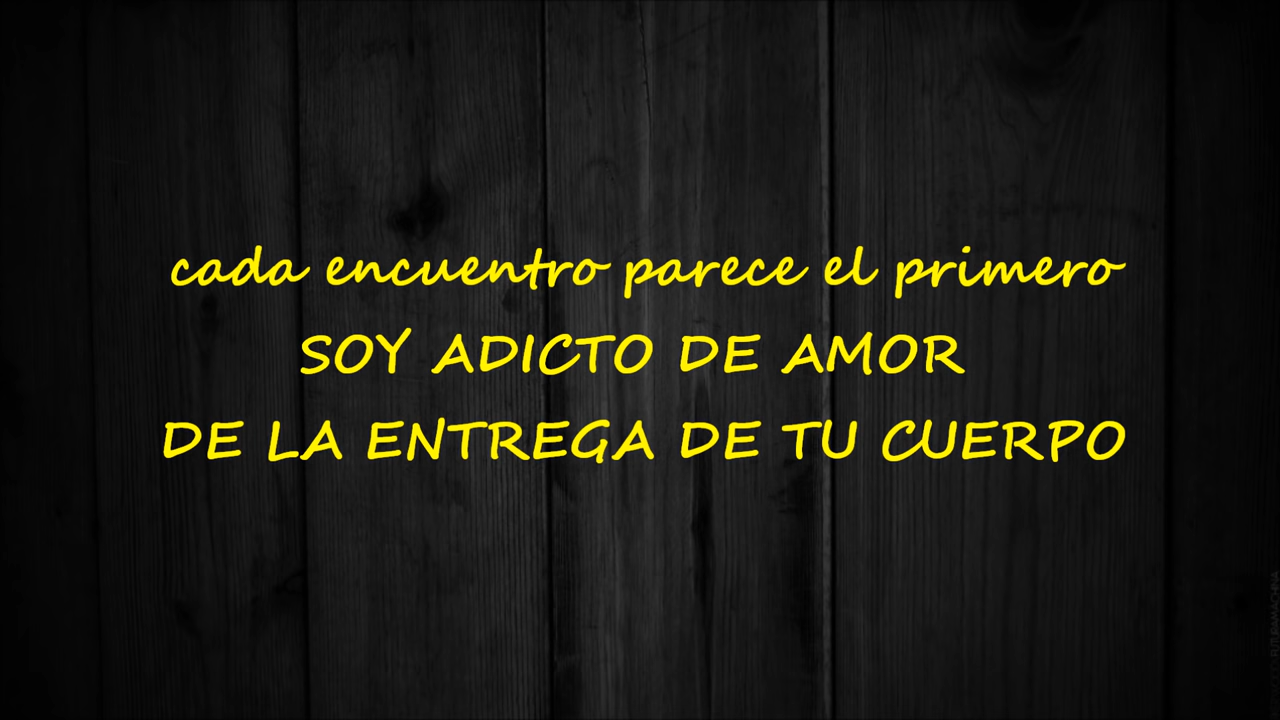 cada encuentro parece el primero
SOY ADICTO DE AMOR
DE LA ENTREGA DE TU CUERPO